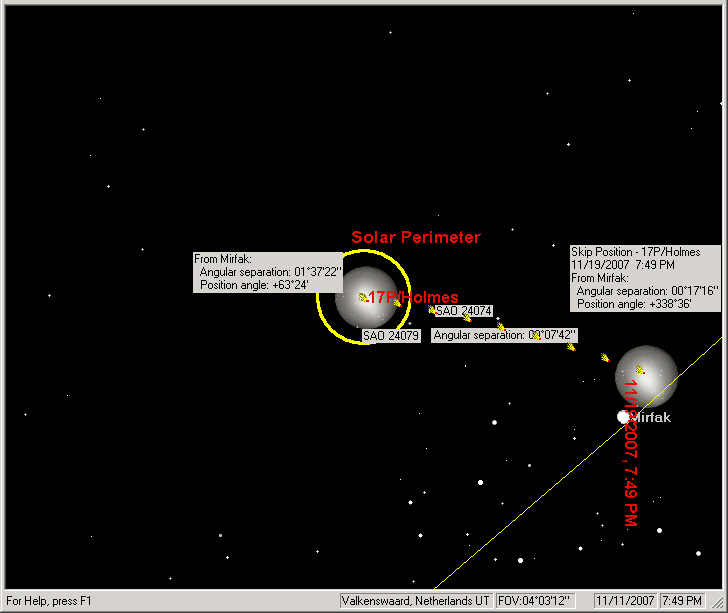 Solar Perimeter
From Mirfak:
Angular separation: 01°37'22"
Position angle: +63°24'
Skip Position - 17P/Holmes
11/19/2007 7:49 PM
From Mirfak:
Angular separation: 00°17'16"
Position angle: +338°36'
17P/Holmes
SAO 24074
SAO 24079
Angular separation: 00°07'42"
Mirfak
11/19/2007, 7:49 PM
For Help, press F1
Valkenswaard, Netherlands UT
FOV:04°03'12"
11/11/2007
7:49 PM